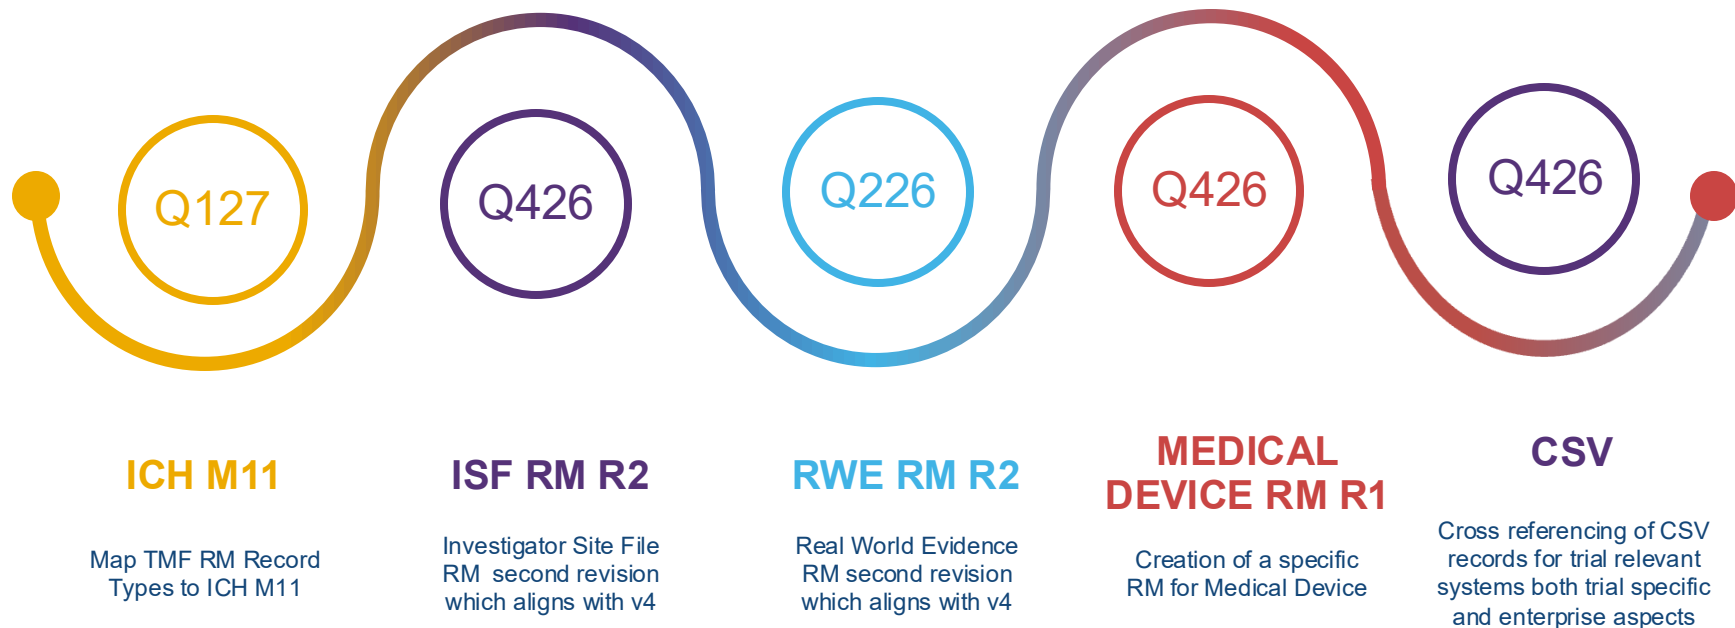 Q127
Q426
Q226
Q426
Q426
ICH M11
Map TMF RM Record
Types to ICH M11
ISF RM R2
Investigator Site File
RM second revision
which aligns with v4
RWE RM R2
Real World Evidence
RM second revision
which aligns with v4
MEDICAL
DEVICE RM R1
Creation of a specific
RM for Medical Device
CSV
Cross referencing of CSV
records for trial relevant
systems both trial specific
and enterprise aspects